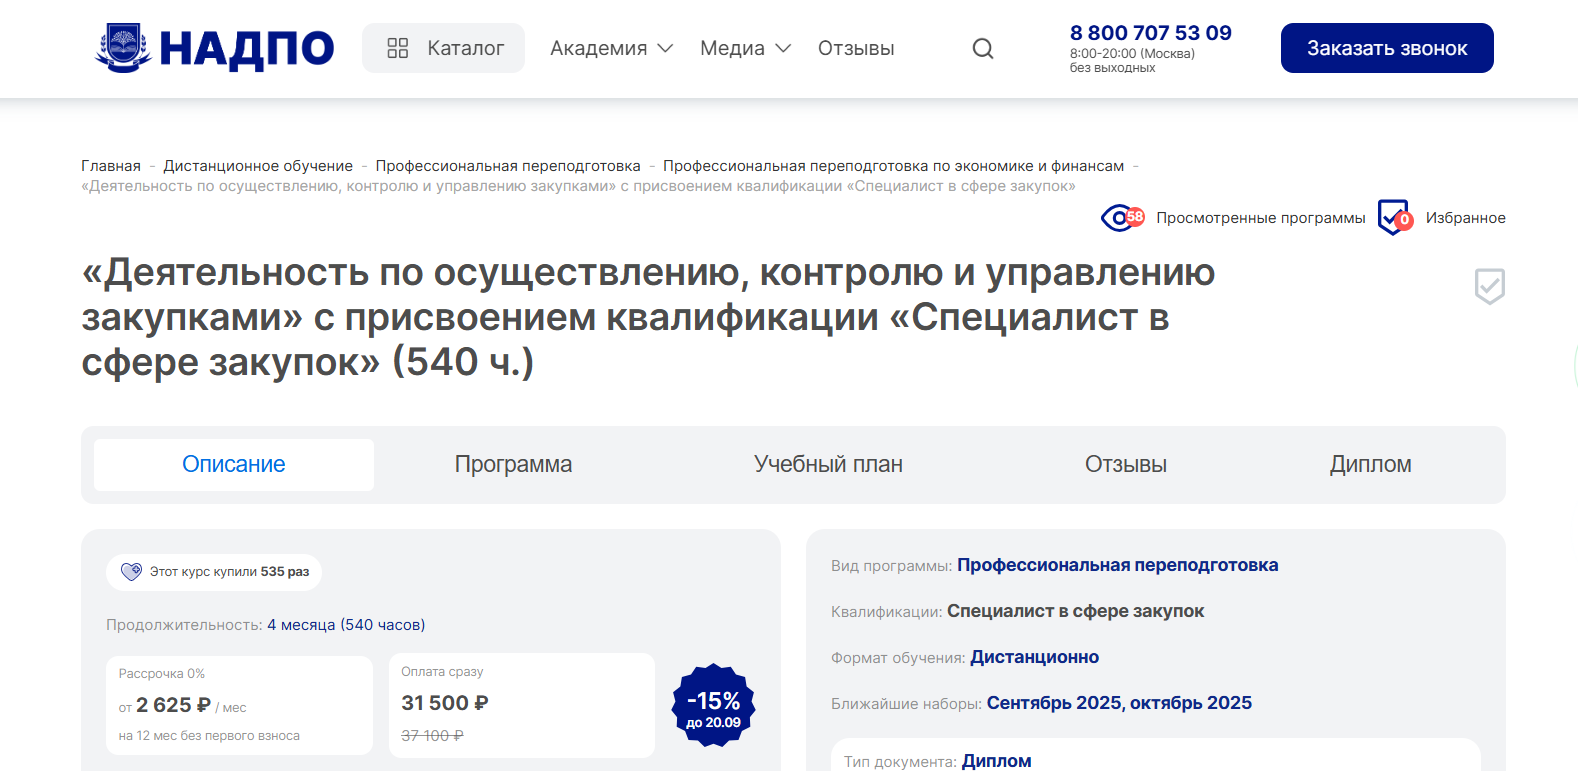 НАДПО
Каталог
Академия
Медиа
Отзывы
8 800 707 53 09
8:00-20:00 (Москва)
без выходных
Заказать звонок
Главная - Дистанционное обучение - Профессиональная переподготовка - Профессиональная переподготовка по экономике и финансам -
«Деятельность по осуществлению, контролю и управлению закупками» с присвоением квалификации «Специалист в сфере закупок»
58 Просмотренные программы
0 Избранное
«Деятельность по осуществлению, контролю и управлению
закупками» с присвоением квалификации «Специалист в
сфере закупок» (540 ч.)
Описание
Программа
Учебный план
Отзывы
Диплом
Этот курс купили 535 раз
Продолжительность: 4 месяца (540 часов)
Рассрочка 0%
от 2 625 ₽ / мес
на 12 мес без первого взноса
Оплата сразу
31 500 ₽
37 100 ₽
-15%
до 20.09
Вид программы: Профессиональная переподготовка
Квалификации: Специалист в сфере закупок
Формат обучения: Дистанционно
Ближайшие наборы: Сентябрь 2025, октябрь 2025
Тип документа: Диплом